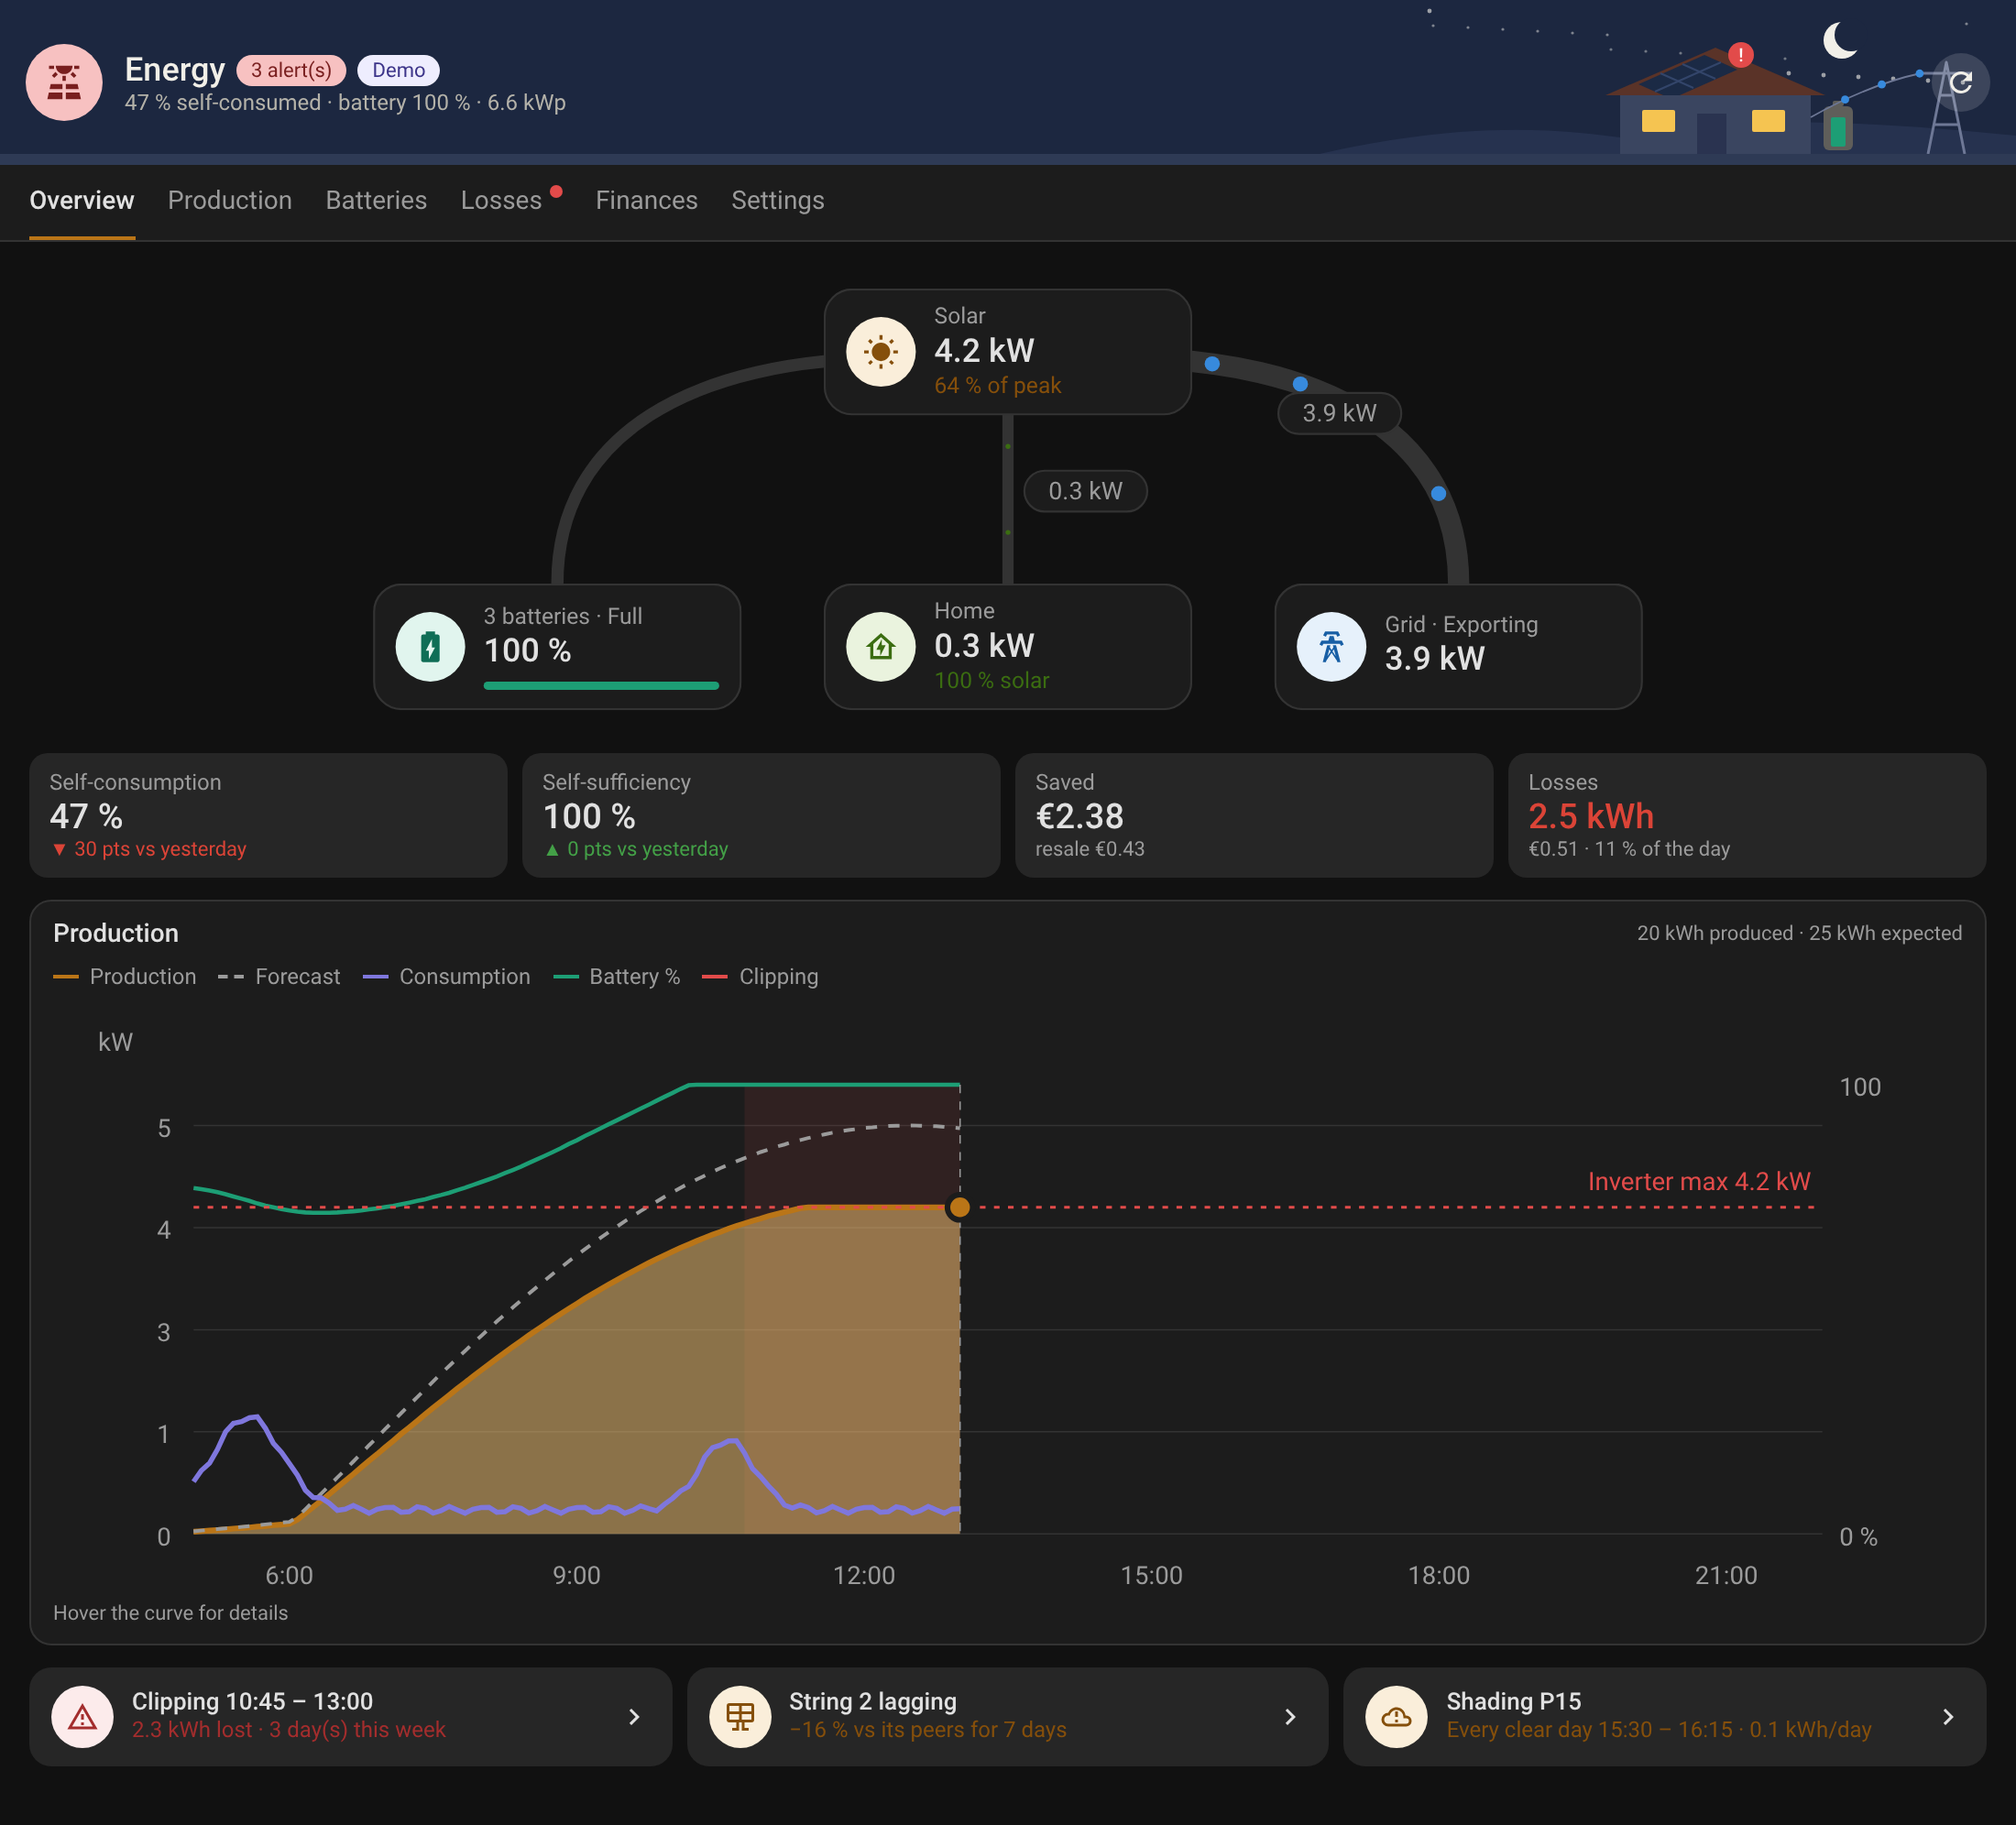 Energy 3 alert(s) Demo
47 % self-consumed · battery 100 % · 6.6 kWp
!
Overview Production Batteries Losses Finances Settings
Solar
4.2 kW
64 % of peak
3.9 kW
0.3 kW
3 batteries · Full
100 %
Home
0.3 kW
100 % solar
Grid · Exporting
3.9 kW
Self-consumption
47 %
▼ 30 pts vs yesterday
Self-sufficiency
100 %
▲ 0 pts vs yesterday
Saved
€2.38
resale €0.43
Losses
2.5 kWh
€0.51 · 11 % of the day
Production
20 kWh produced · 25 kWh expected
Production Forecast Consumption Battery % Clipping
kW
100
5
Inverter max 4.2 kW
4
3
1
0
0 %
6:00 9:00 12:00 15:00 18:00 21:00
Hover the curve for details
Clipping 10:45 – 13:00
2.3 kWh lost · 3 day(s) this week
String 2 lagging
−16 % vs its peers for 7 days
Shading P15
Every clear day 15:30 – 16:15 · 0.1 kWh/day